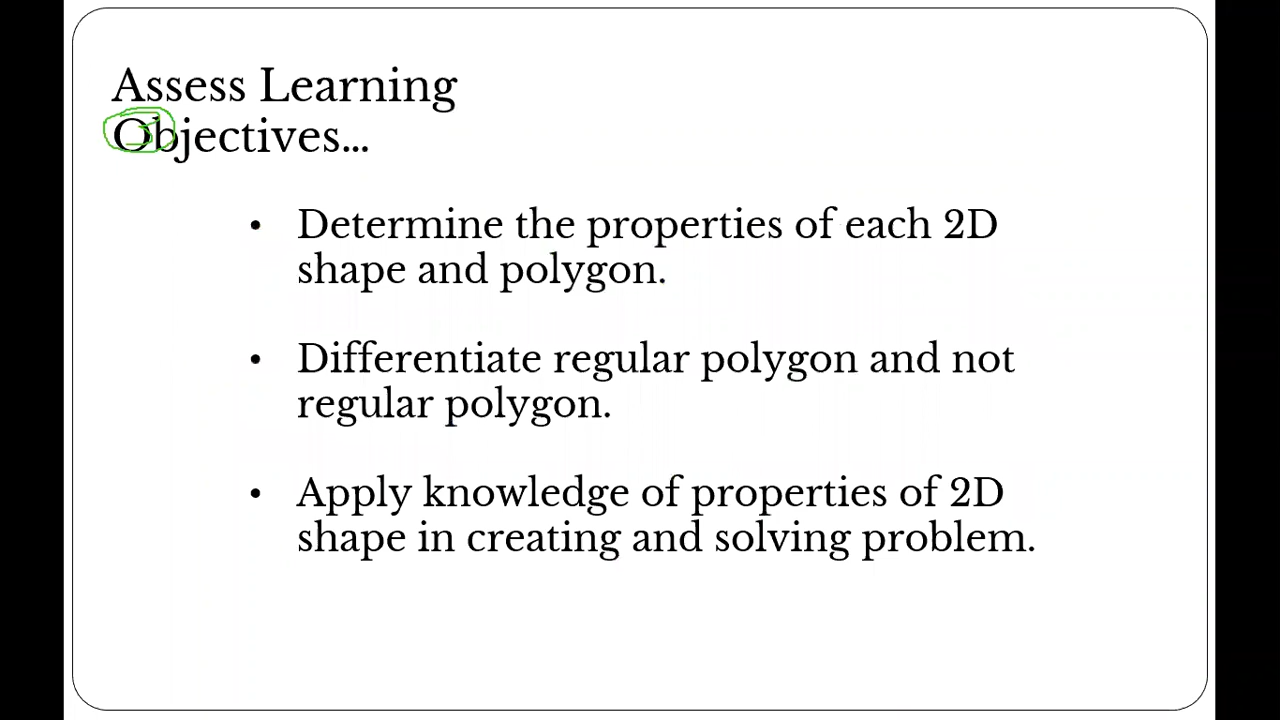 Assess Learning
Objectives...
• Determine the properties of each 2D
shape and polygon.
• Differentiate regular polygon and not
regular polygon.
• Apply knowledge of properties of 2D
shape in creating and solving problem.